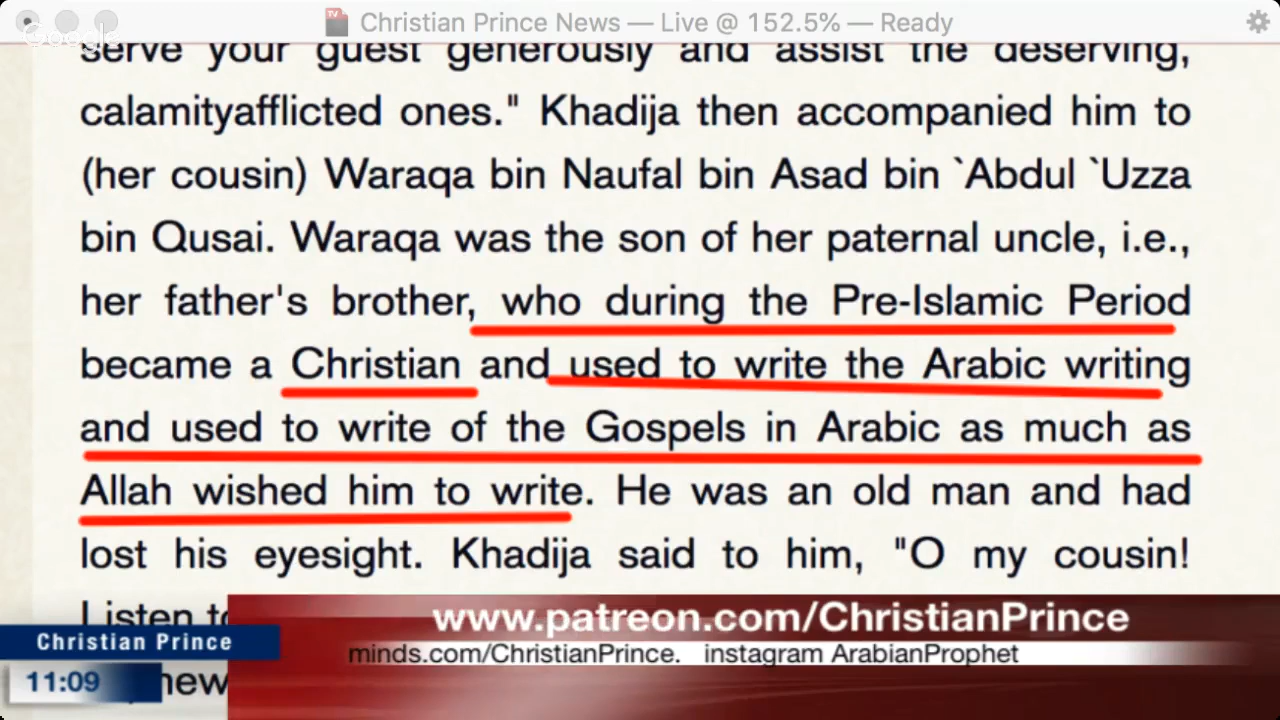 Christian Prince News — Live @ 152.5% — Ready
Google
serve your guest generously and assist the deserving,
calamityafflicted ones." Khadija then accompanied him to
(her cousin) Waraqa bin Naufal bin Asad bin `Abdul `Uzza
bin Qusai. Waraqa was the son of her paternal uncle, i.e.,
her father's brother, who during the Pre-Islamic Period
became a Christian and used to write the Arabic writing
and used to write of the Gospels in Arabic as much as
Allah wished him to write. He was an old man and had
lost his eyesight. Khadija said to him, "O my cousin!
Listen to
www.patreon.com/ChristianPrince
Christian Prince
minds.com/ChristianPrince. instagram ArabianProphet
11:09